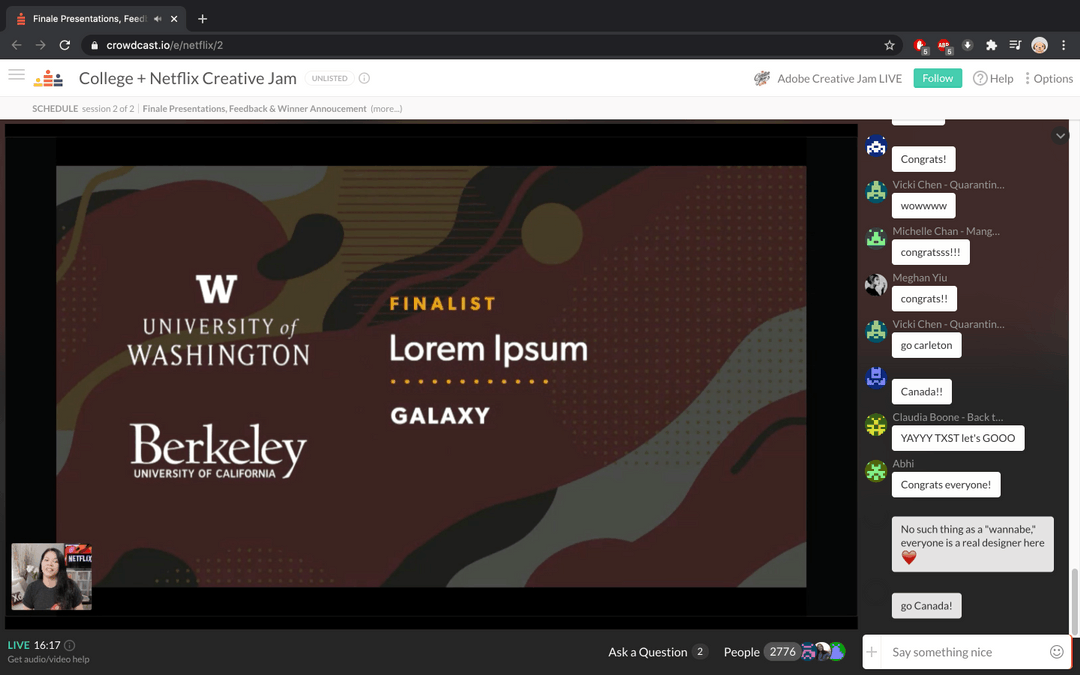 Finale Presentations, Feed
crowdcast.io/e/netflix/2
5
ABP
5
College + Netflix Creative Jam
UNLISTED
Adobe Creative Jam LIVE
Follow
Help
Options
SCHEDULE session 2 of 2 | Finale Presentations, Feedback & Winner Annoucement (more...)
W
UNIVERSITY of
WASHINGTON
Berkeley
UNIVERSITY OF CALIFORNIA
FINALIST
Lorem Ipsum
GALAXY
NETFLIX
Congrats!
Vicki Chen - Quarantin...
wowwww
Michelle Chan - Mang...
congratsss!!!
Meghan Yiu
congrats!!
Vicki Chen - Quarantin...
go carleton
Canada!!
Claudia Boone - Back t...
YAYYY TXST let's GOOO
Abhi
Congrats everyone!
No such thing as a "wannabe,"
everyone is a real designer here
go Canada!
LIVE 16:17
Get audio/video help
Ask a Question 2
People 2776
Say something nice